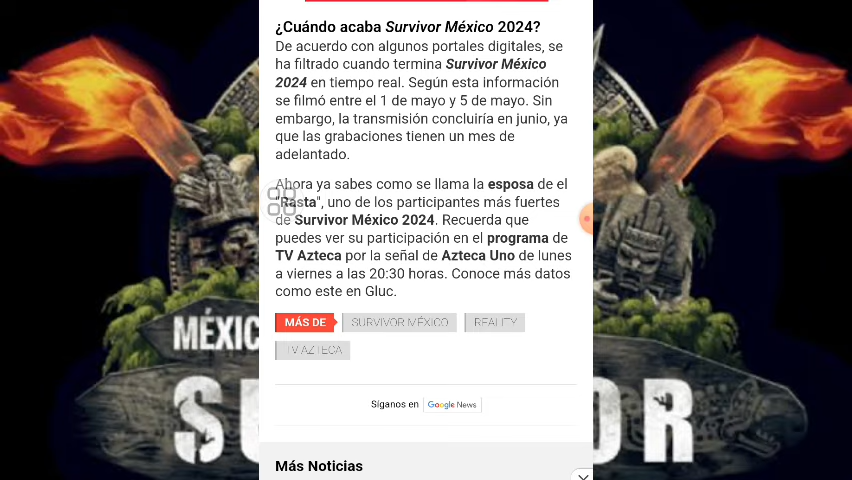 ¿Cuándo acaba Survivor México 2024?
De acuerdo con algunos portales digitales, se
ha filtrado cuando termina Survivor México
2024 en tiempo real. Según esta información
se filmó entre el 1 de mayo y 5 de mayo. Sin
embargo, la transmisión concluiría en junio, ya
que las grabaciones tienen un mes de
adelantado.
Ahora ya sabes como se llama la esposa de el
"Rasta", uno de los participantes más fuertes
de Survivor México 2024. Recuerda que
puedes ver su participación en el programa de
TV Azteca por la señal de Azteca Uno de lunes
a viernes a las 20:30 horas. Conoce más datos
como este en Gluc.
MÁS DE SURVIVOR MÉXICO REALITY
TV AZTECA
Síganos en Google News
Más Noticias
MÉXIC
SU
OR